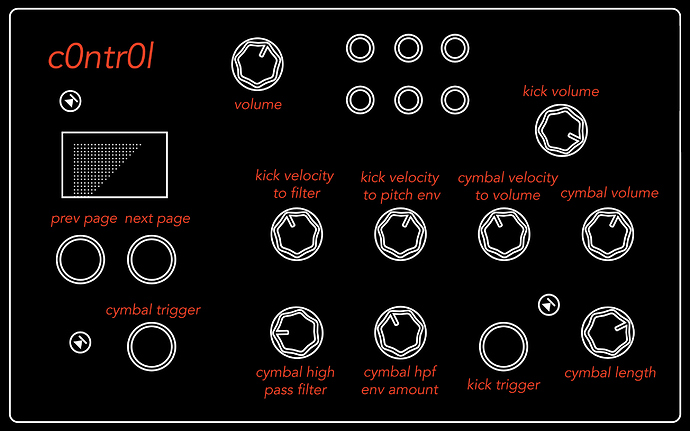 c0ntr0l
volume
kick volume
kick velocity
to filter
kick velocity
to pitch env
cymbal velocity
to volume
cymbal volume
prev page
next page
cymbal trigger
cymbal high
pass filter
cymbal hpf
env amount
kick trigger
cymbal length